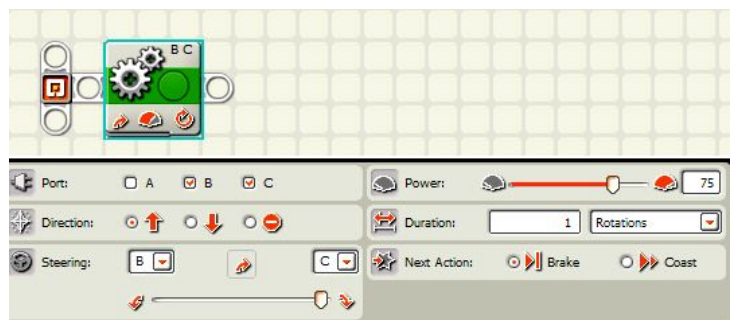 B C
Port: A B C
Power: 75
Direction:
Duration: 1 Rotations
Steering: B C
Next Action: Brake Coast